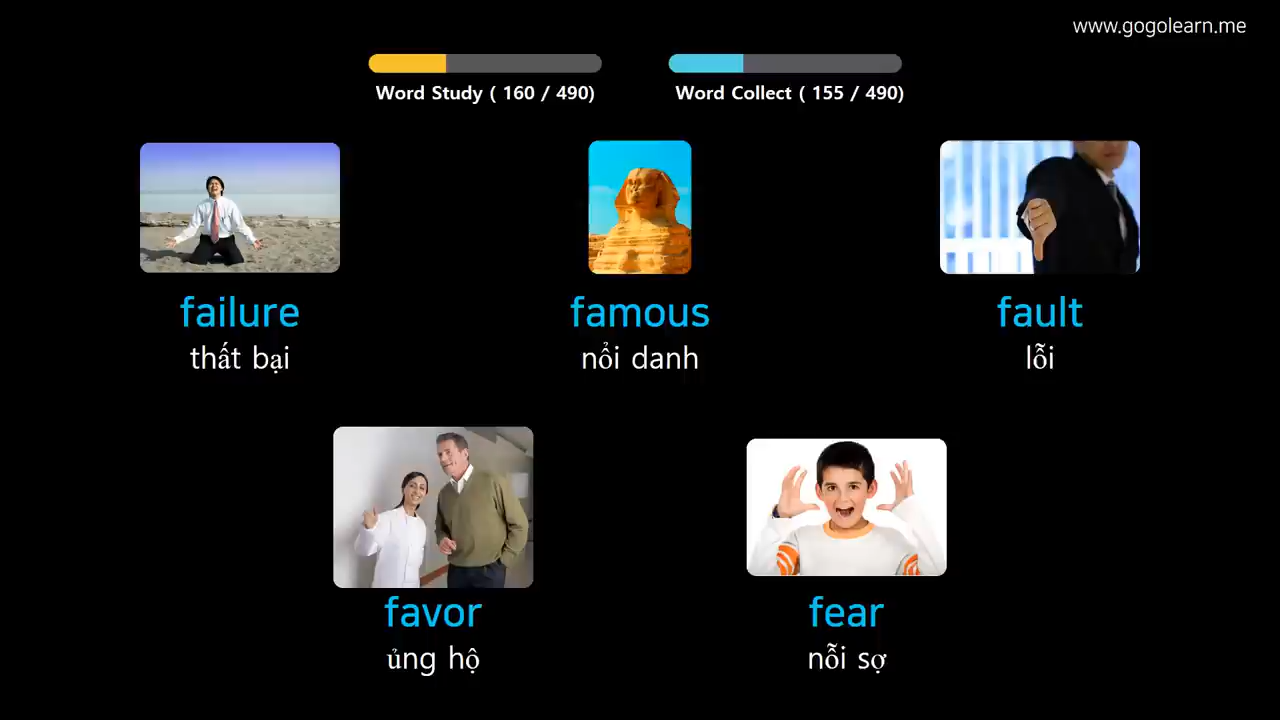 www.gogolearn.me
Word Study ( 160 / 490)
Word Collect ( 155 / 490)
failure
thất bại
famous
nổi danh
fault
lỗi
favor
ủng hộ
fear
nỗi sợ